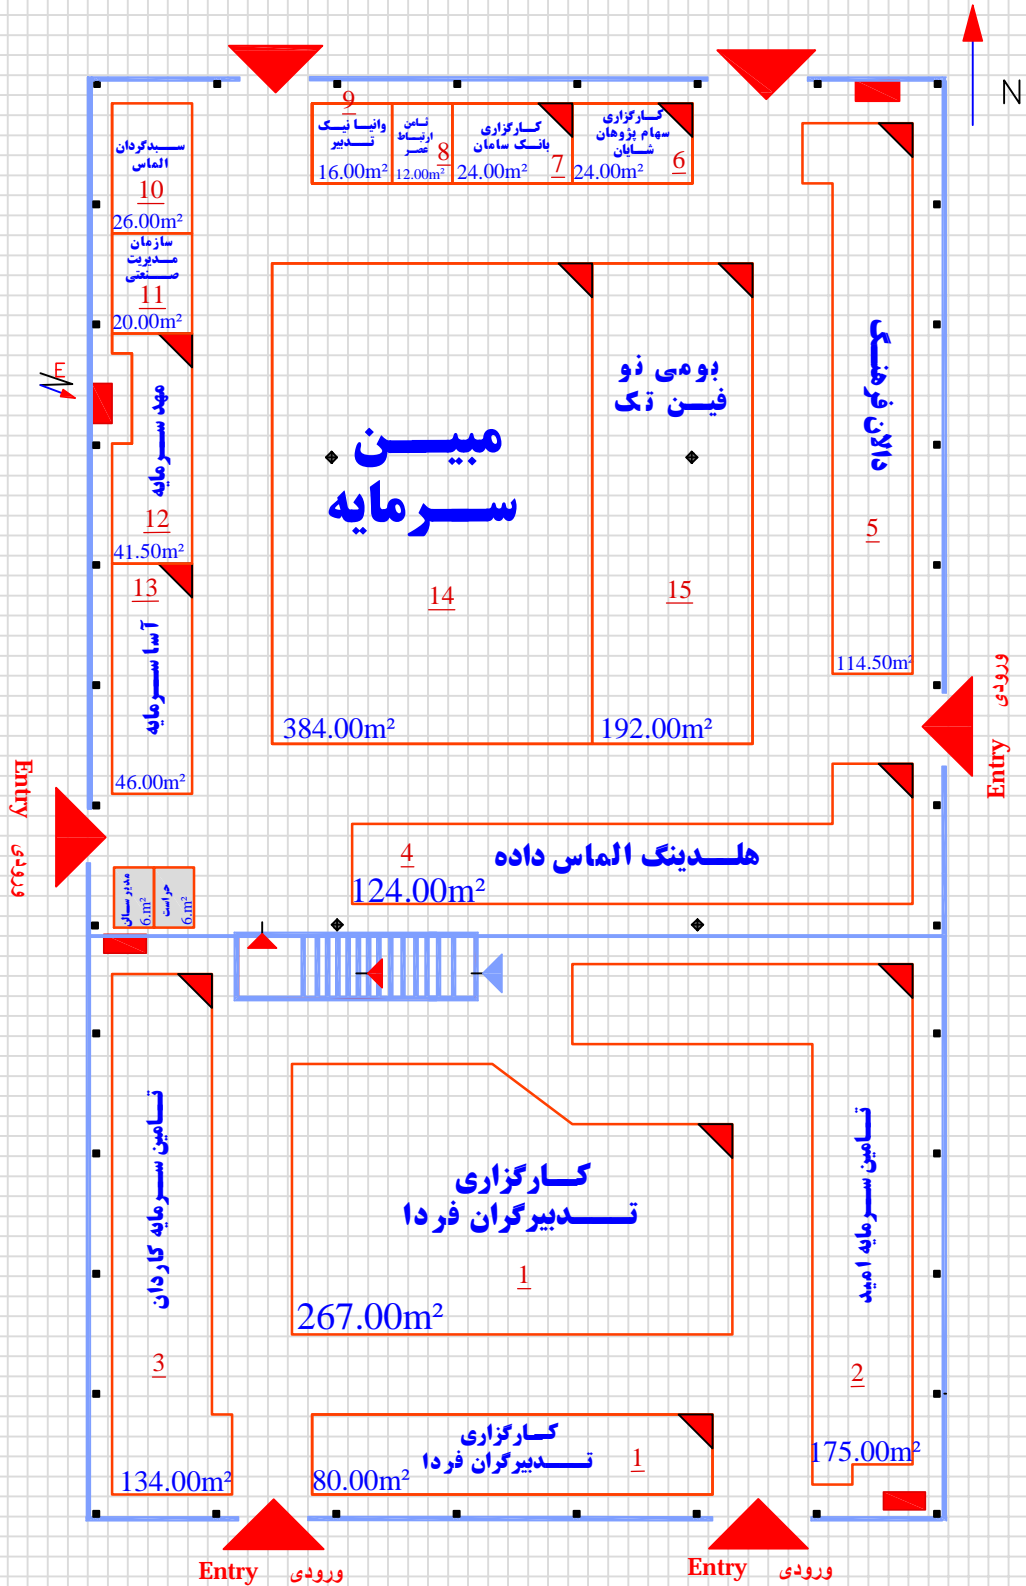 N
9
وانیا نیک
تدبیر
16.00m²
تامن
ارتباط
عصر
8
12.00m²
کارگزاری
بانک سامان
7
24.00m²
کارگزاری
سهام پژوهان
شایان
6
24.00m²
سبدگردان
الماس
10
26.00m²
سازمان
مدیریت
صنعتی
11
20.00m²
E
مهد سرمایه
12
41.50m²
13
آسا سرمایه
46.00m²
مبین
سرمایه
14
384.00m²
بومی نو
فین تک
15
192.00m²
دالان فرهنگ
5
114.50m²
ورودی
Entry
Entry
ورودی
هلدینگ الماس داده
4
124.00m²
مدیر سالن
6.m²
حراست
6.m²
تامین سرمایه کاردان
3
134.00m²
کارگزاری
تدبیرگران فردا
1
267.00m²
تامین سرمایه امید
2
175.00m²
کارگزاری
تدبیرگران فردا
1
80.00m²
Entry ورودی
Entry ورودی